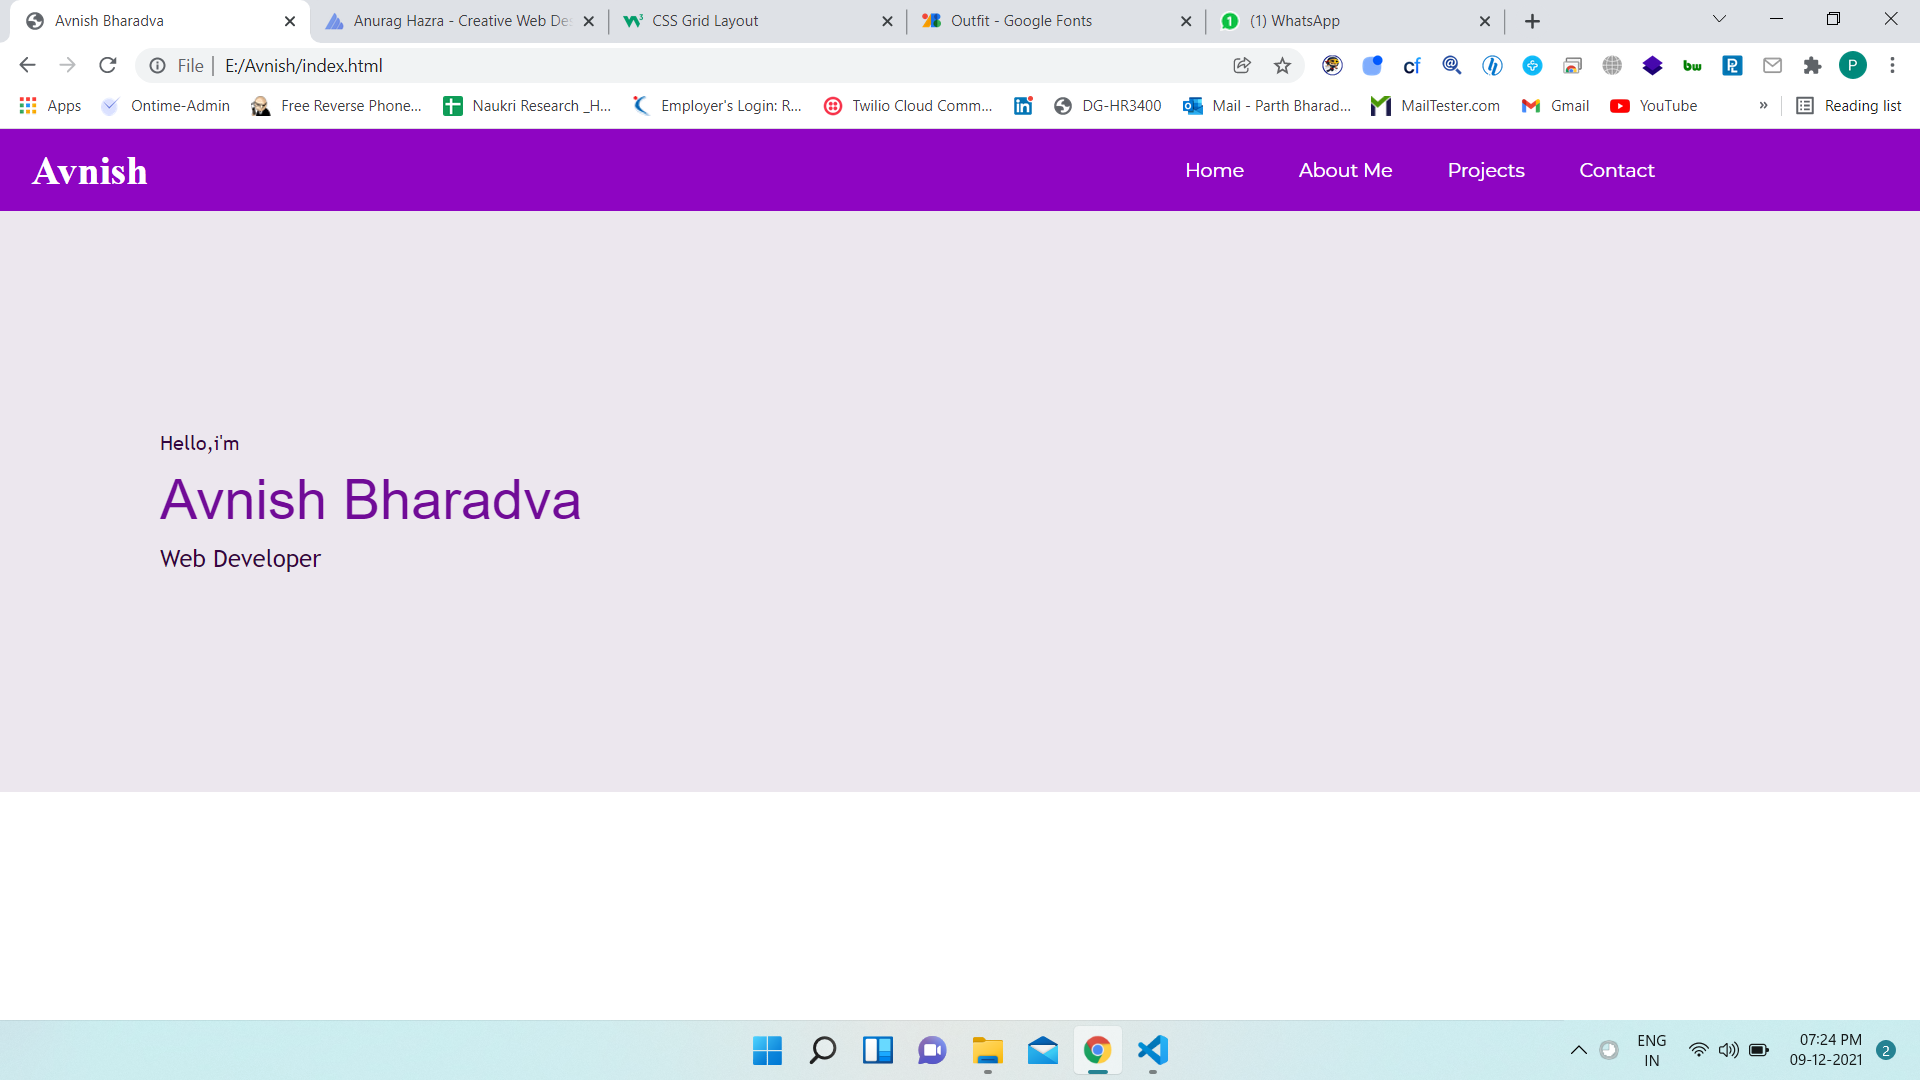 Avnish Bharadva
Anurag Hazra - Creative Web De
CSS Grid Layout
Outfit - Google Fonts
(1) WhatsApp
File | E:/Avnish/index.html
cf
bw
P
Apps
Ontime-Admin
Free Reverse Phone...
Naukri Research _H...
Employer's Login: R...
Twilio Cloud Comm...
in
DG-HR3400
Mail - Parth Bharad...
MailTester.com
Gmail
YouTube
»
Reading list
Avnish
Home
About Me
Projects
Contact
Hello,i'm
Avnish Bharadva
Web Developer
ENG
IN
07:24 PM
09-12-2021
2